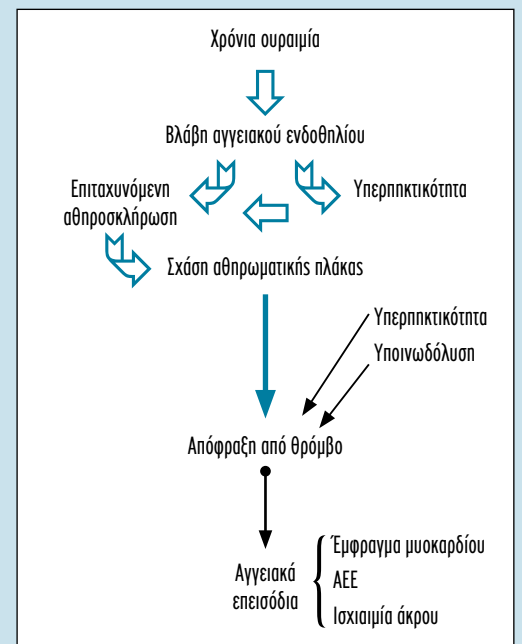 Χρόνια ουραιμία
Βλάβη αγγειακού ενδοθηλίου
Επιταχυνόμενη
αθηροσκλήρωση
Υπερπηκτικότητα
Σχάση αθηρωματικής πλάκας
Υπερπηκτικότητα
Υποινωδόλυση
Απόφραξη από θρόμβο
Αγγειακά
επεισόδια
Έμφραγμα μυοκαρδίου
ΑΕΕ
Ισχιαιμία άκρου